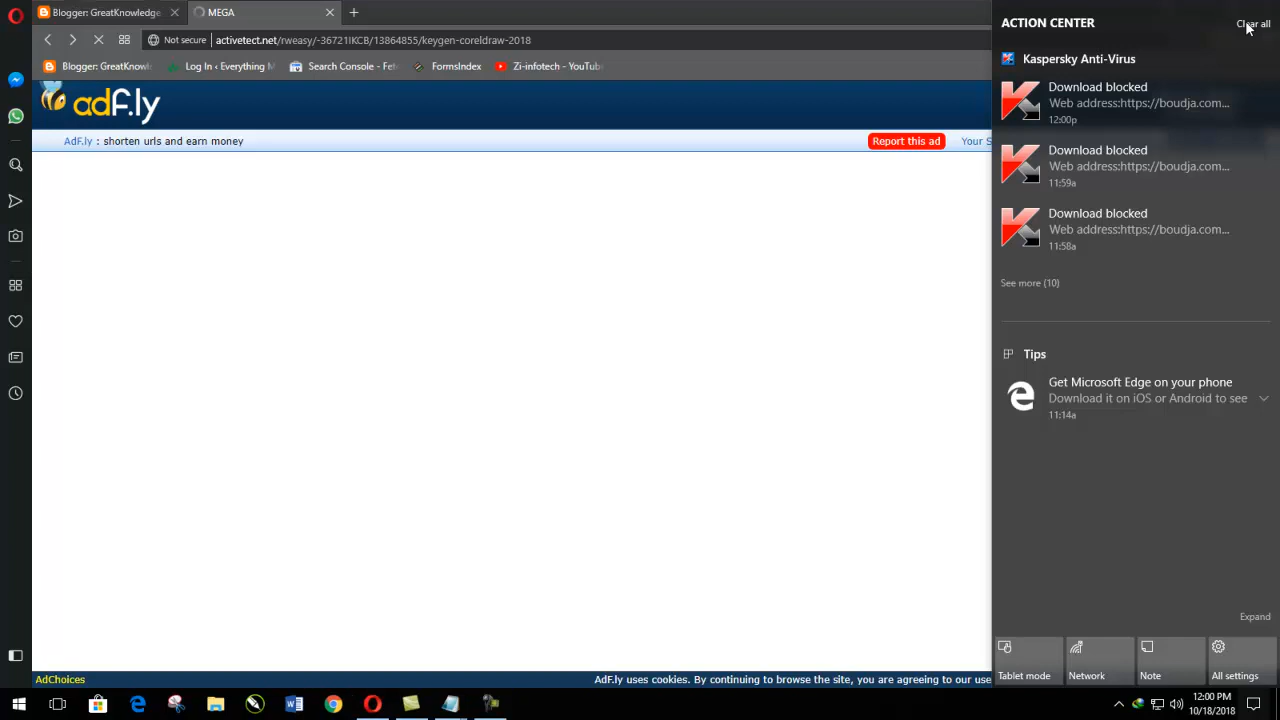 Blogger: GreatKnowledge
MEGA
Not secure activetect.net/rweasy/-36721IKCB/13864855/keygen-coreldraw-2018
Blogger: GreatKnowl
Log In ‹ Everything M
Search Console - Fet
FormsIndex
Zi-infotech - YouTube
adf.ly
AdF.ly : shorten urls and earn money
Report this ad
Your S
AdChoices
AdF.ly uses cookies. By continuing to browse the site, you are agreeing to our use
ACTION CENTER
Clear all
Kaspersky Anti-Virus
Download blocked
Web address:https://boudja.com...
12:00p
Download blocked
Web address:https://boudja.com...
11:59a
Download blocked
Web address:https://boudja.com...
11:58a
See more (10)
Tips
Get Microsoft Edge on your phone
Download it on iOS or Android to see
11:14a
Expand
Tablet mode
Network
Note
All settings
12:00 PM
10/18/2018